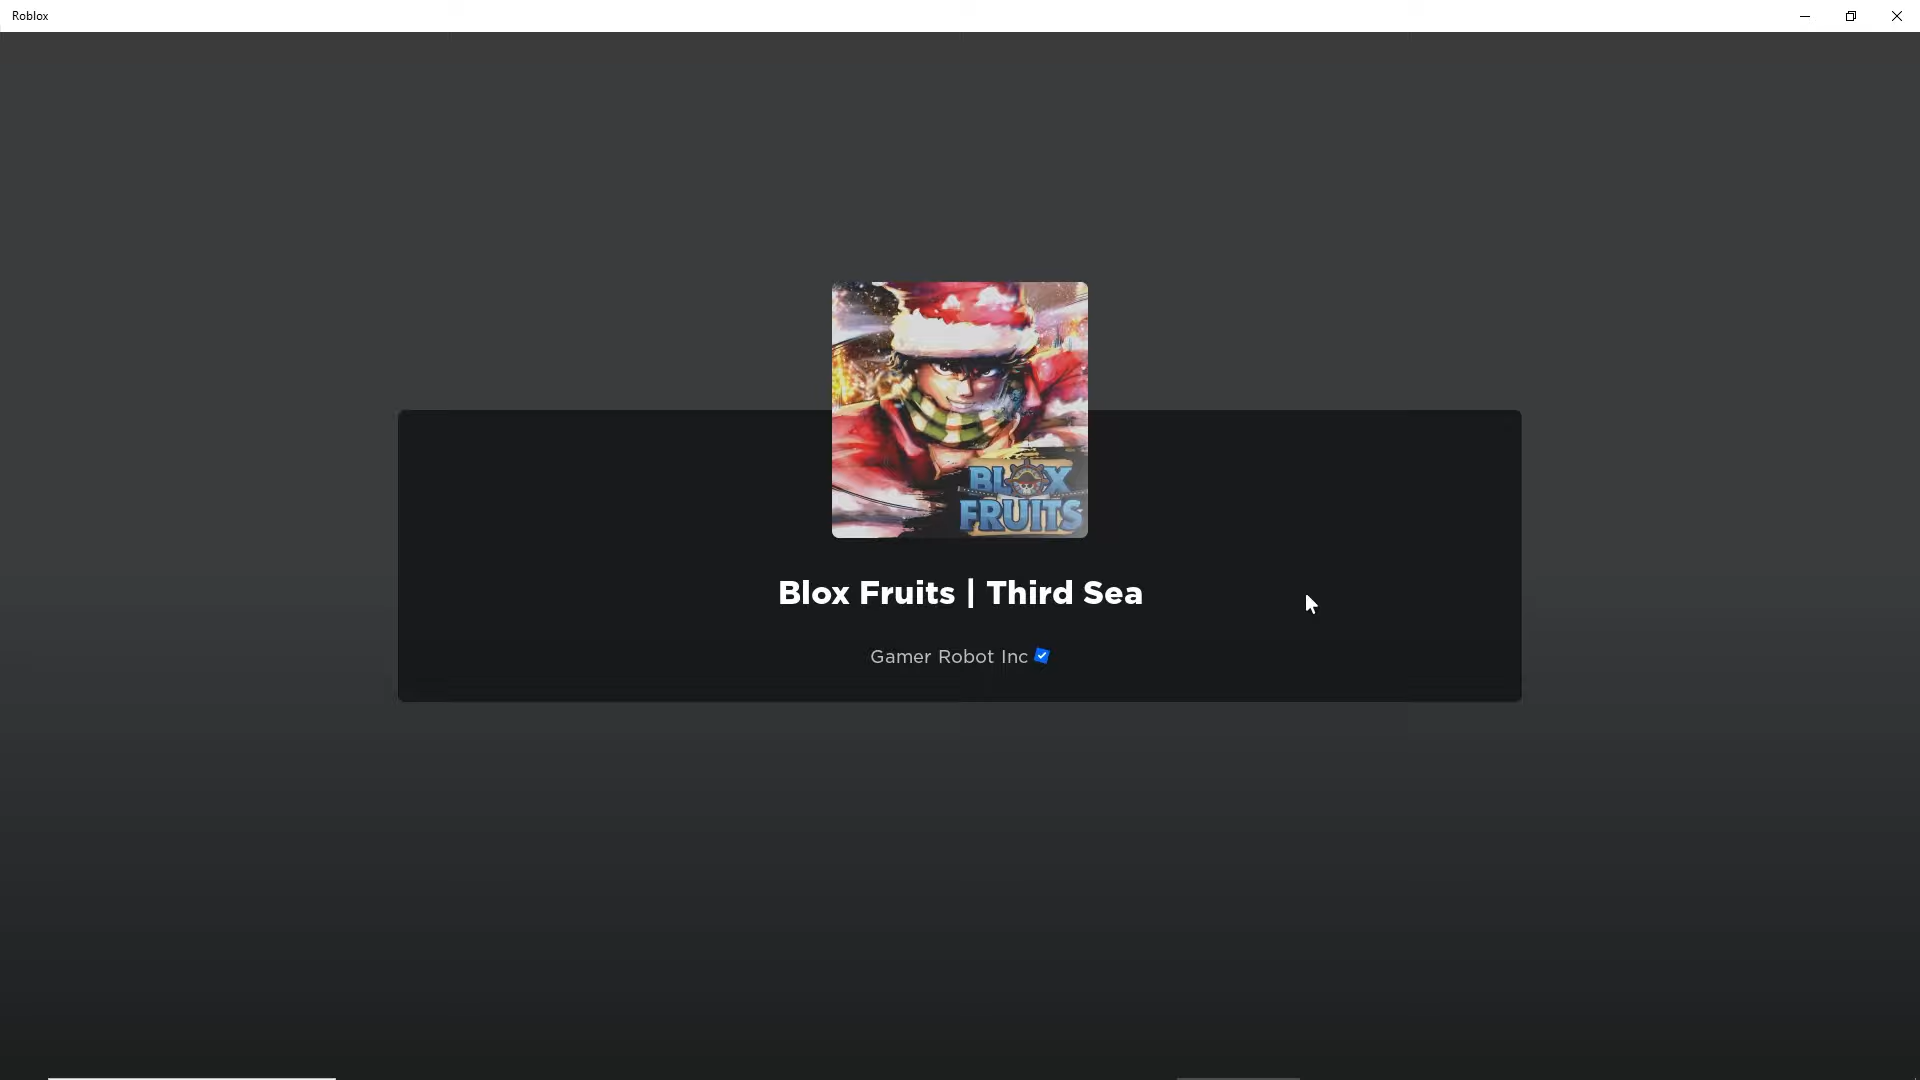 Roblox
BLOX
FRUITS
Blox Fruits | Third Sea
Gamer Robot Inc